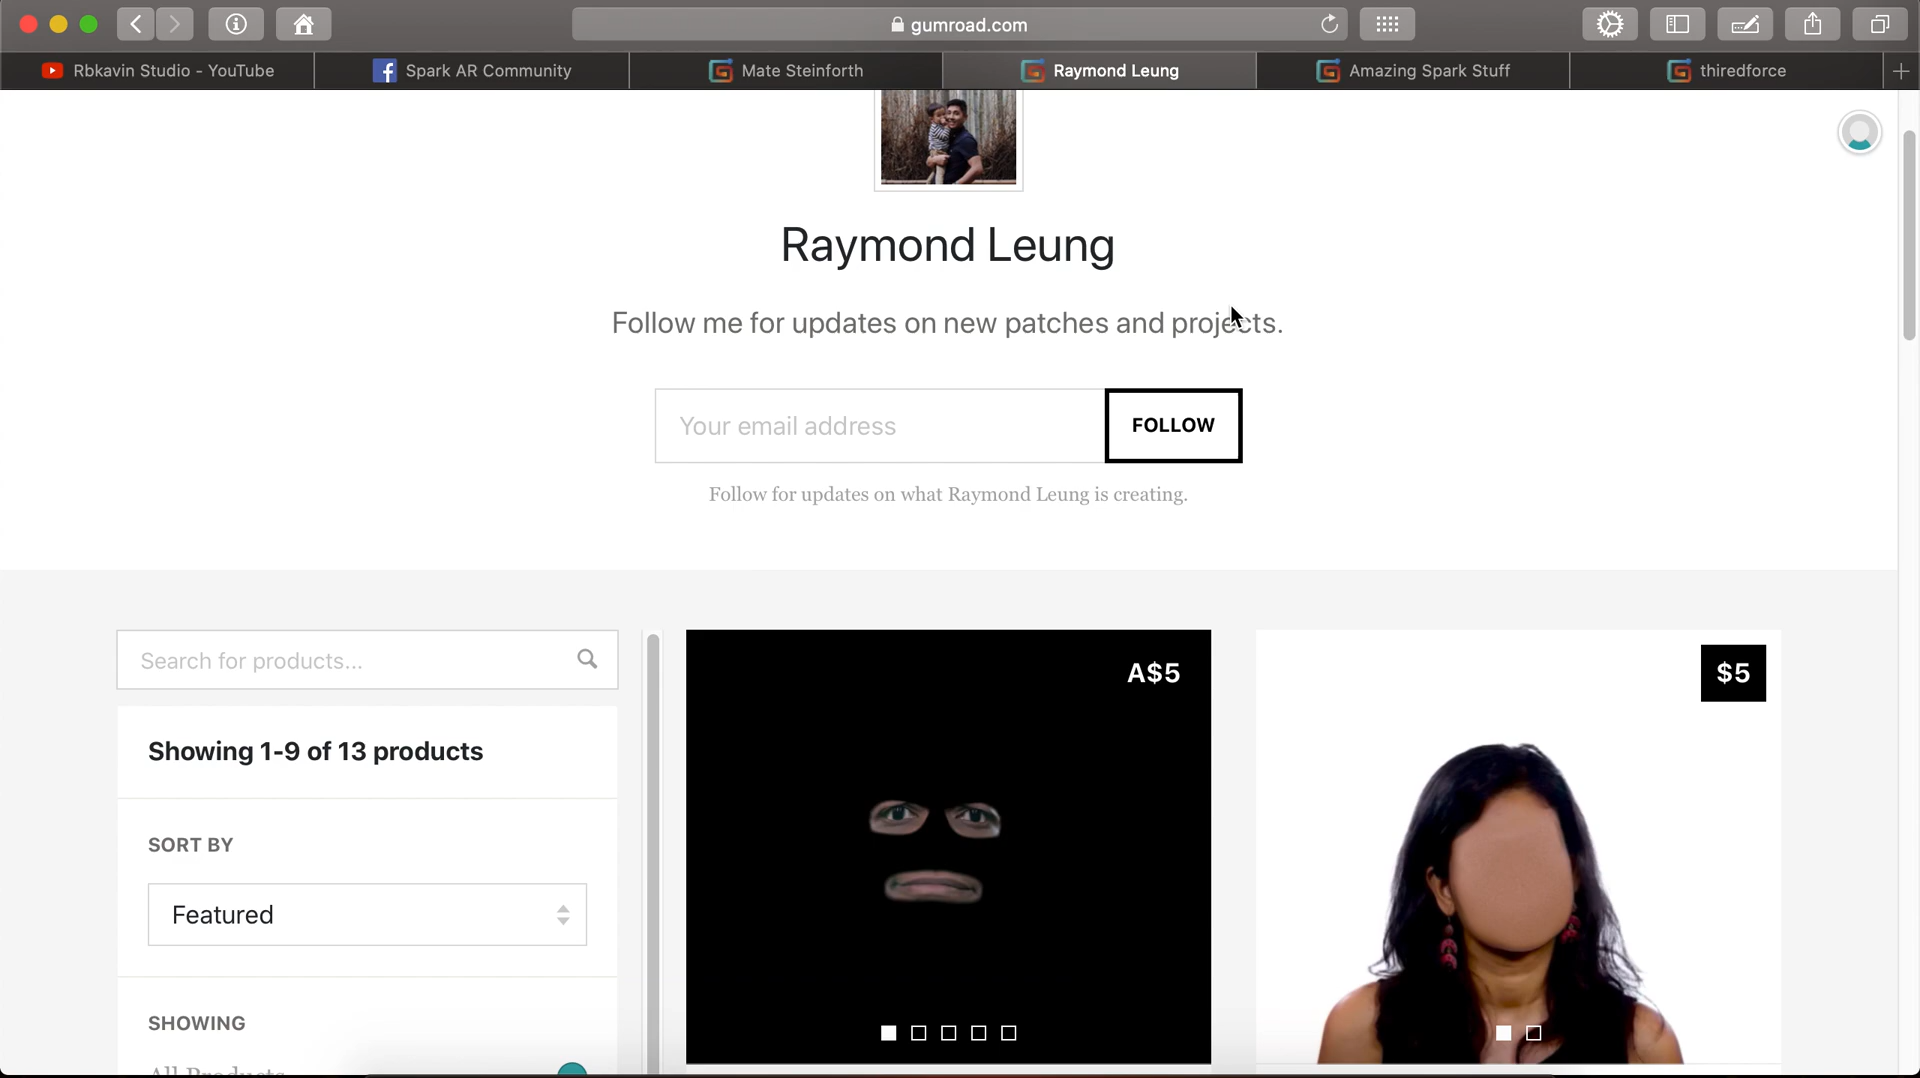 gumroad.com
Rbkavin Studio - YouTube
Spark AR Community
Mate Steinforth
Raymond Leung
Amazing Spark Stuff
thiredforce
Raymond Leung
Follow me for updates on new patches and projects.
Your email address
FOLLOW
Follow for updates on what Raymond Leung is creating.
Search for products...
A$5
$5
Showing 1-9 of 13 products
SORT BY
Featured
SHOWING
All Products